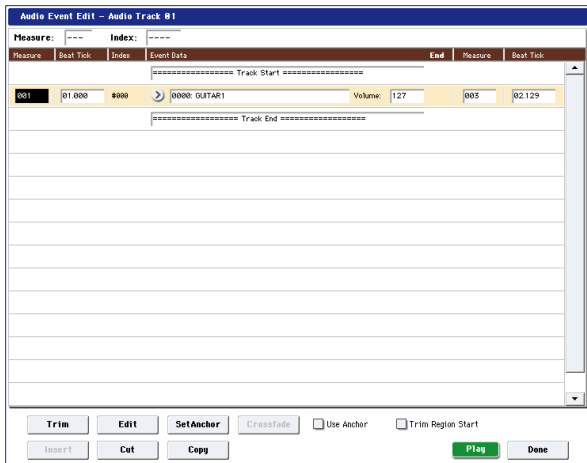 Audio Event Edit – Audio Track 01
Measure: --- Index: ----
Measure Beat Tick Index Event Data End Measure Beat Tick
================= Track Start =================
001 01.000 #000 0000: GUITAR1 Volume: 127 003 02.129
================== Track End ==================
Trim Edit SetAnchor Crossfade Use Anchor Trim Region Start
Insert Cut Copy Play Done